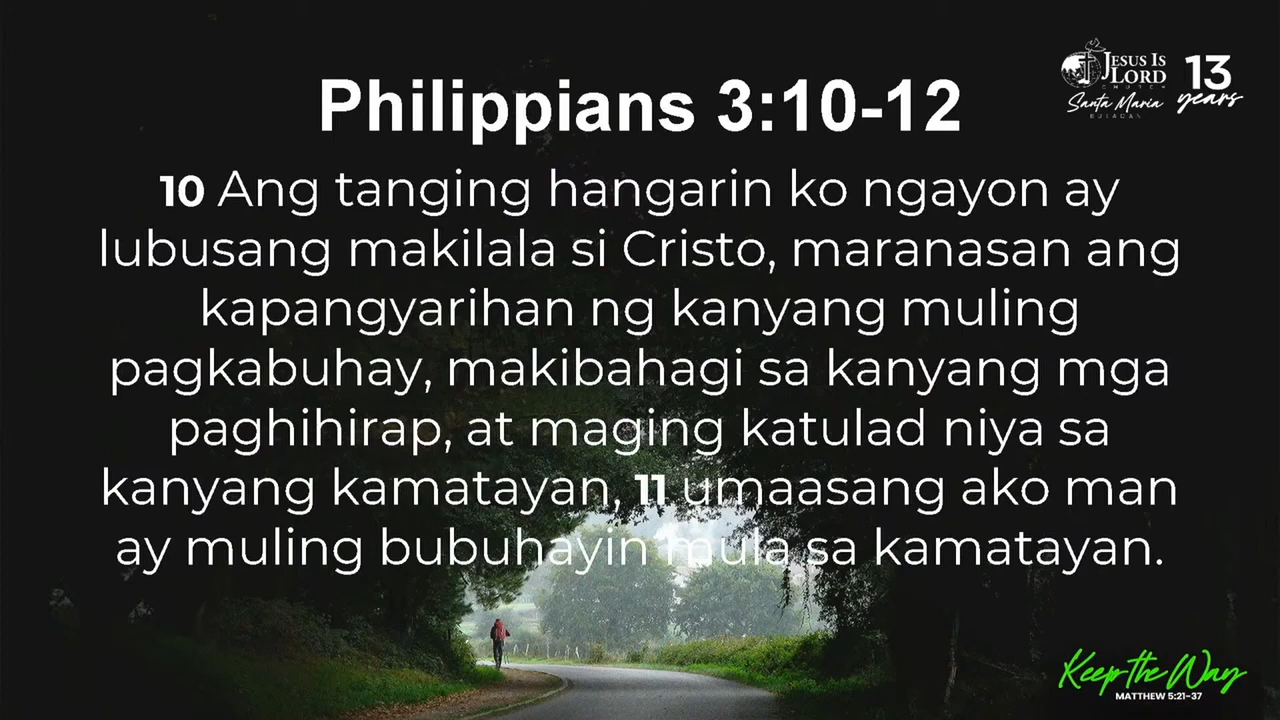 Philippians 3:10-12
JESUS IS
LORD
CHURCH
Santa Maria
BULACAN
13
years
10 Ang tanging hangarin ko ngayon ay
lubusang makilala si Cristo, maranasan ang
kapangyarihan ng kanyang muling
pagkabuhay, makibahagi sa kanyang mga
paghihirap, at maging katulad niya sa
kanyang kamatayan, 11 umaasang ako man
ay muling bubuhayin mula sa kamatayan.
Keep the Way
MATTHEW 5:21-37